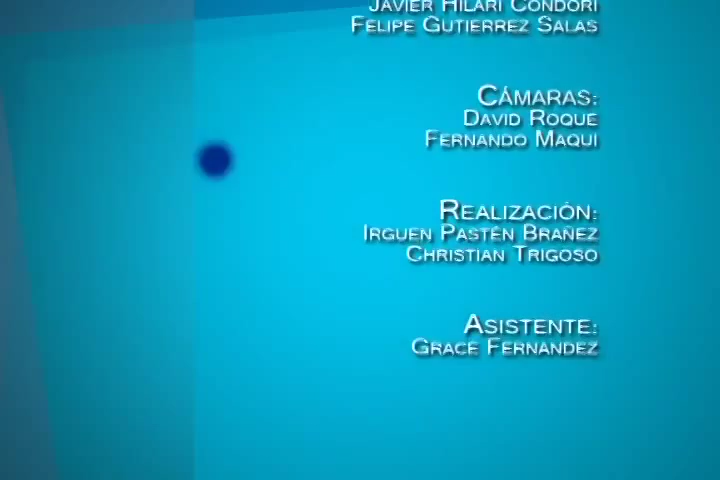 JAVIER HILARI CONDORI
FELIPE GUTIERREZ SALAS
CÁMARAS:
DAVID ROQUE
FERNANDO MAQUI
REALIZACIÓN:
IRGUEN PASTÉN BRAÑEZ
CHRISTIAN TRIGOSO
ASISTENTE:
GRACE FERNANDEZ